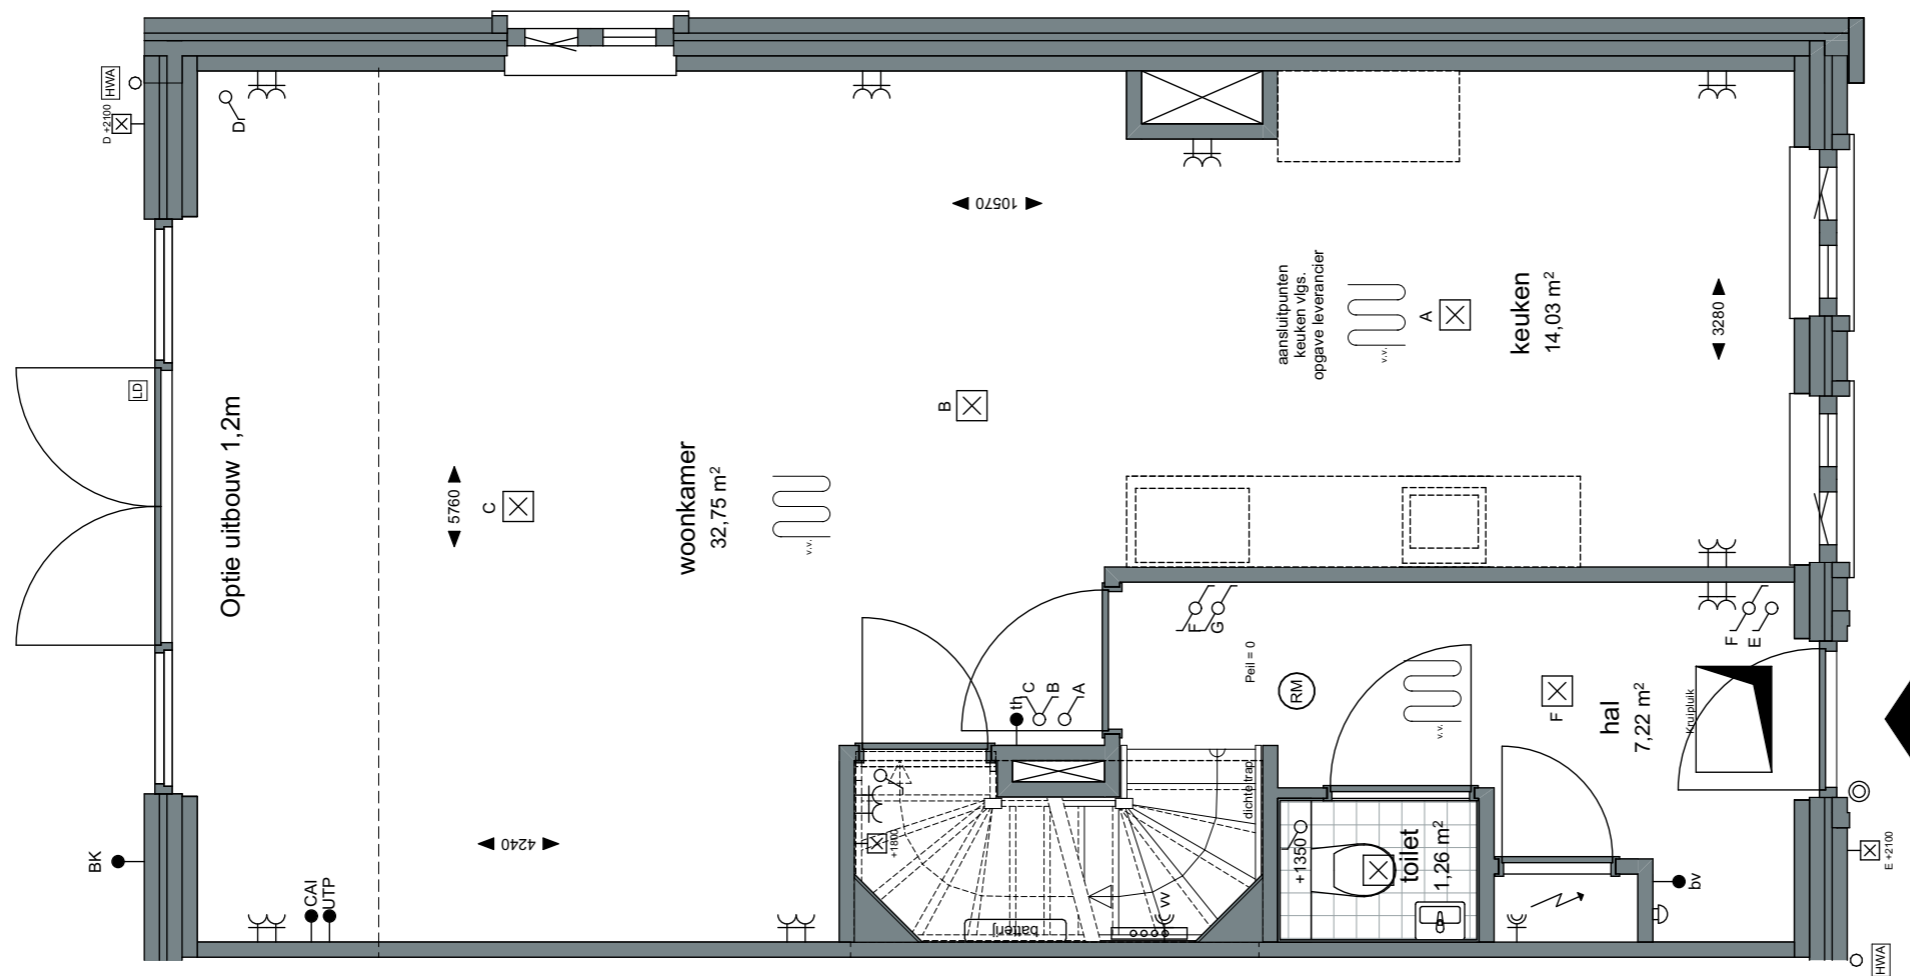 HWA
D +2100
D
LD
Optie uitbouw 1,2m
5760
C
woonkamer
32,75 m²
v.v.
B
10570
aansluitpunten
keuken vlgs.
opgave leverancier
v.v.
A
keuken
14,03 m²
3280
BK
CAI
UTP
4240
+1800
batterij
vv
dichte trap
th
C
B
A
F
G
Peil = 0
RM
v.v.
F
hal
7,22 m²
Kruipluik
F
E
+1350
toilet
1,26 m²
bv
E +2100
HWA